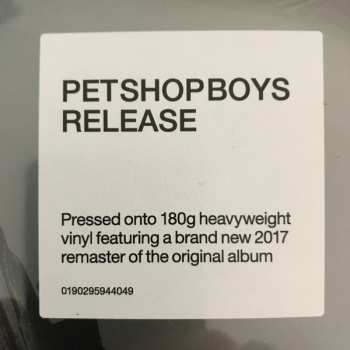 PETSHOPBOYS
RELEASE
Pressed onto 180g heavyweight
vinyl featuring a brand new 2017
remaster of the original album
0190295944049